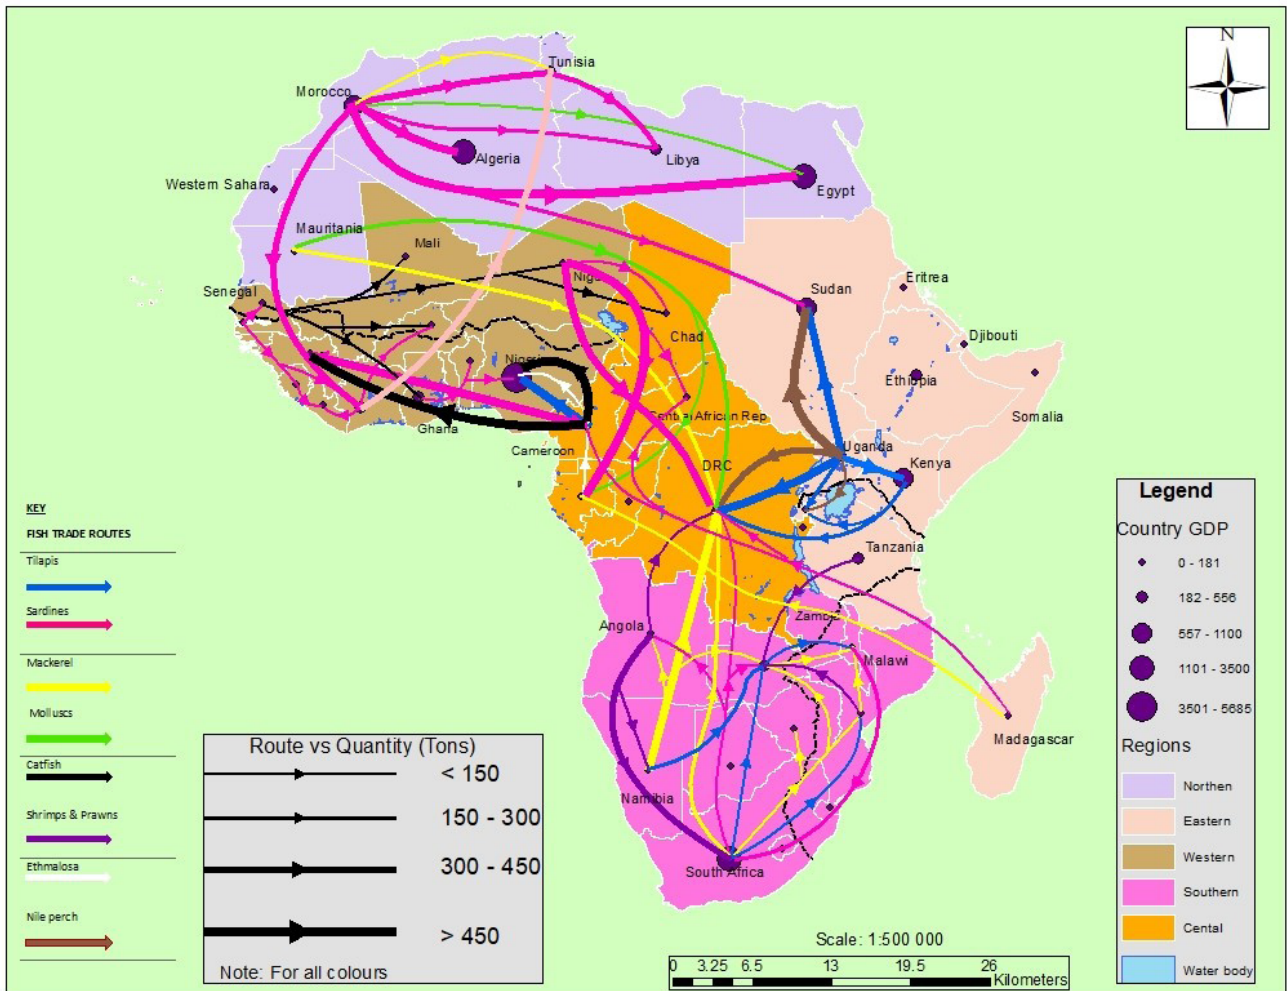 N
Tunisia
Morocco
Algeria
Libya
Egypt
Western Sahara
Mauritania
Mali
Senegal
Sudan
Eritrea
Chad
Djibouti
Ethiopia
Somalia
Ghana
Central African Rep
Cameroon
DRC
Uganda
Kenya
Tanzania
Angola
Malawi
Madagascar
Namibia
South Africa
KEY
FISH TRADE ROUTES
Tilapis
Sardines
Mackerel
Molluscs
Catfish
Shrimps & Prawns
Ethmalosa
Nile perch
Route vs Quantity (Tons)
< 150
150 - 300
300 - 450
> 450
Note: For all colours
Scale: 1:500 000
0 3.25 6.5 13 19.5 26
Kilometers
Legend
Country GDP
0 - 181
182 - 556
557 - 1100
1101 - 3500
3501 - 5685
Regions
Northen
Eastern
Western
Southern
Cental
Water body